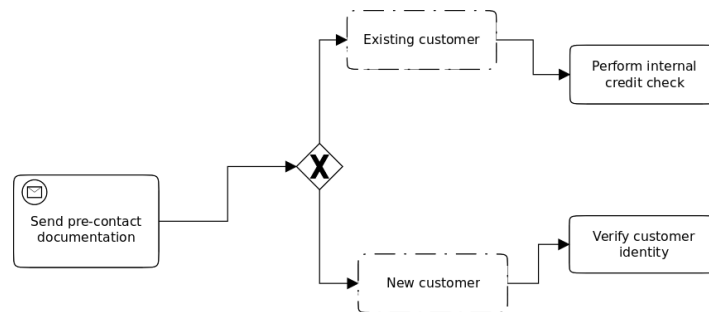 Existing customer
Perform internal
credit check
Send pre-contact
documentation
Verify customer
identity
New customer